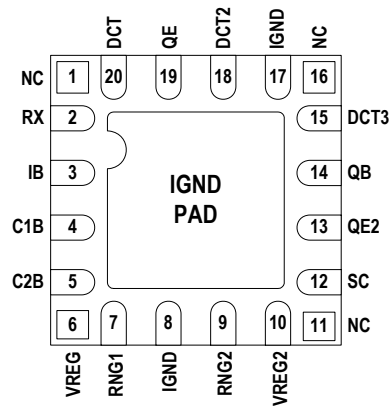 DCT QE DCT2 IGND
20 19 18 17
NC 1 16 NC
RX 2 15 DCT3
IB 3 14 QB
IGND
PAD
C1B 4 13 QE2
C2B 5 12 SC
6 7 8 9 10 11 NC
VREG RNG1 IGND RNG2 VREG2